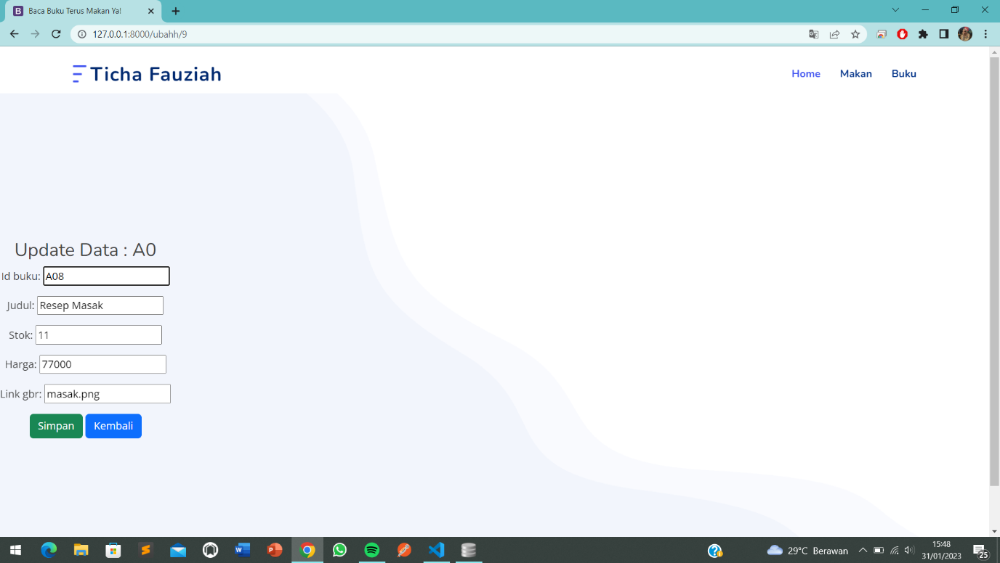 Baca Buku Terus Makan Ya!
127.0.0.1:8000/ubahh/9
Ticha Fauziah
Home Makan Buku
Update Data : A0
Id buku: A08
Judul: Resep Masak
Stok: 11
Harga: 77000
Link gbr: masak.png
Simpan Kembali
29°C Berawan
15:48
31/01/2023
25